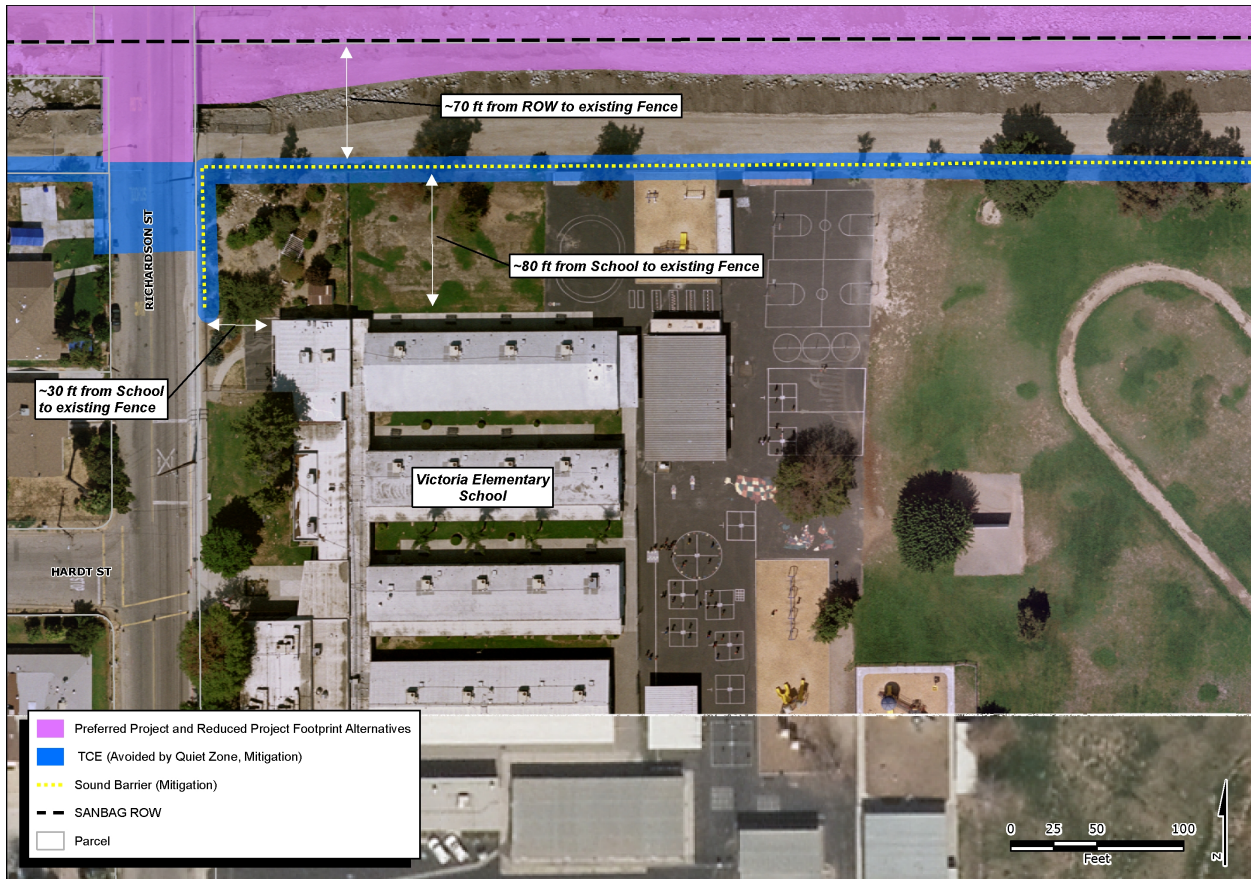 ~70 ft from ROW to existing Fence
RICHARDSON ST
~80 ft from School to existing Fence
~30 ft from School
to existing Fence
Victoria Elementary
School
HARDT ST
Preferred Project and Reduced Project Footprint Alternatives
TCE (Avoided by Quiet Zone, Mitigation)
Sound Barrier (Mitigation)
SANBAG ROW
Parcel
0 25 50 100
Feet
N